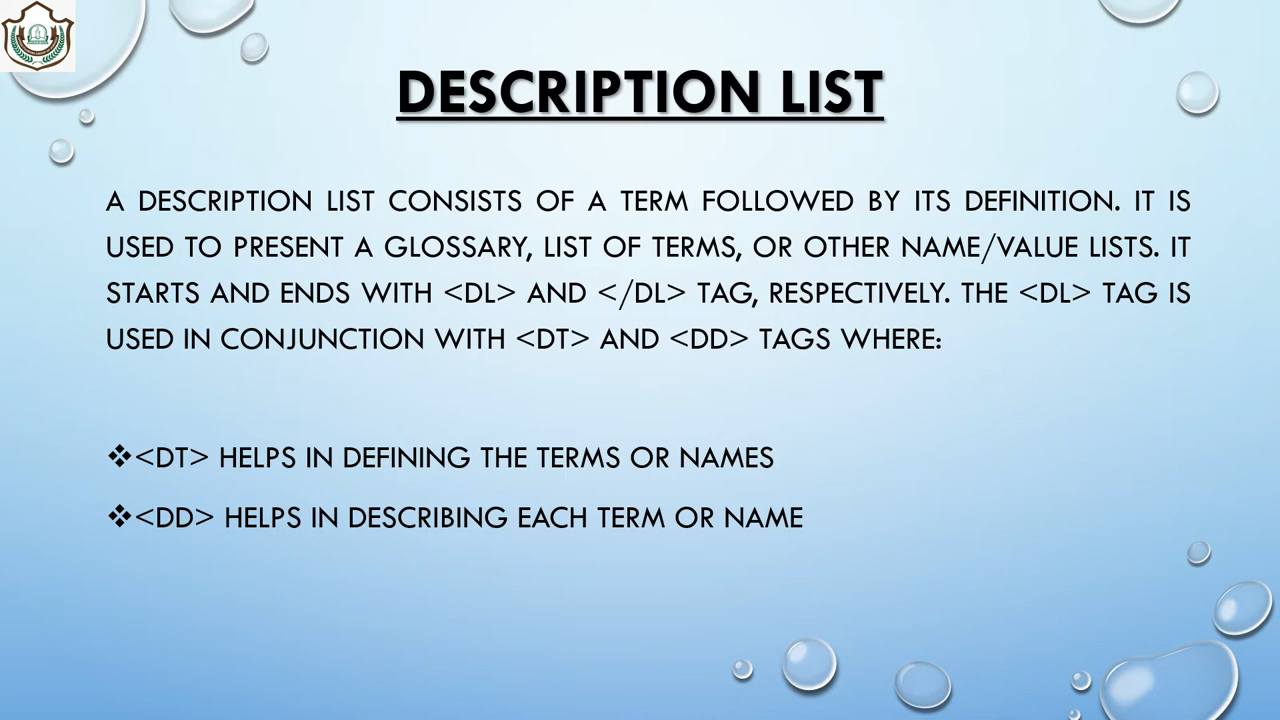 DESCRIPTION LIST
A DESCRIPTION LIST CONSISTS OF A TERM FOLLOWED BY ITS DEFINITION. IT IS
USED TO PRESENT A GLOSSARY, LIST OF TERMS, OR OTHER NAME/VALUE LISTS. IT
STARTS AND ENDS WITH <DL> AND </DL> TAG, RESPECTIVELY. THE <DL> TAG IS
USED IN CONJUNCTION WITH <DT> AND <DD> TAGS WHERE:
❖<DT> HELPS IN DEFINING THE TERMS OR NAMES
❖<DD> HELPS IN DESCRIBING EACH TERM OR NAME